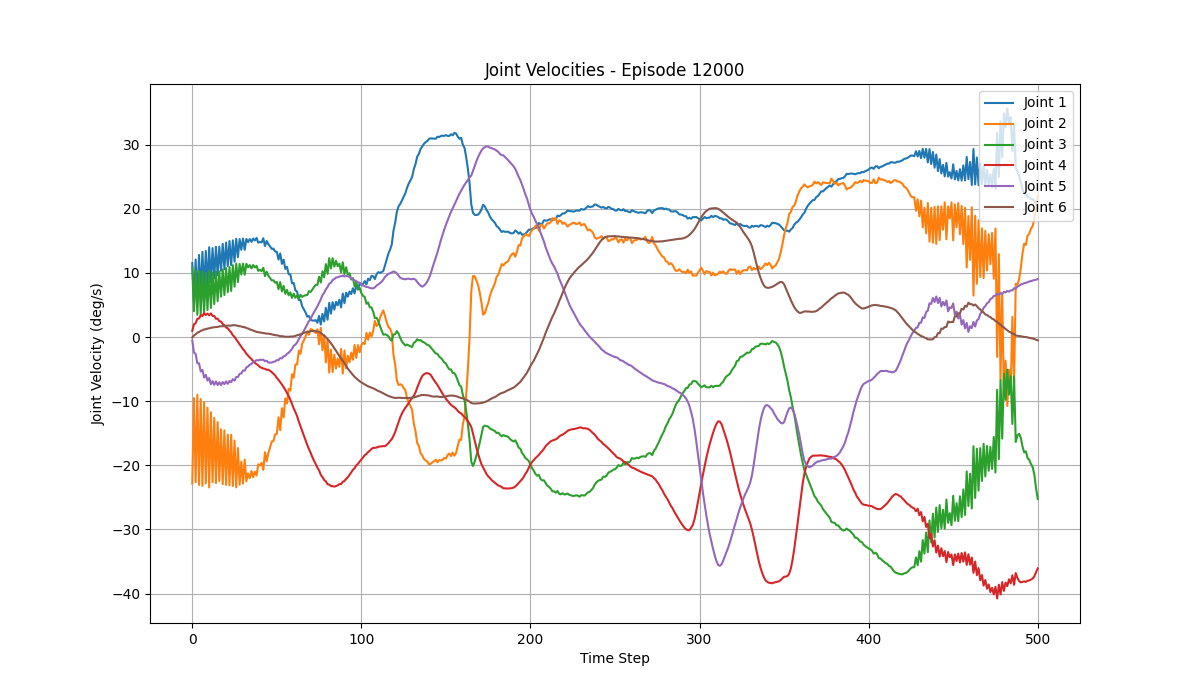 Joint Velocities - Episode 12000
Joint Velocity (deg/s)
30
20
10
0
−10
−20
−30
−40
0
100
200
300
400
500
Time Step
Joint 1
Joint 2
Joint 3
Joint 4
Joint 5
Joint 6